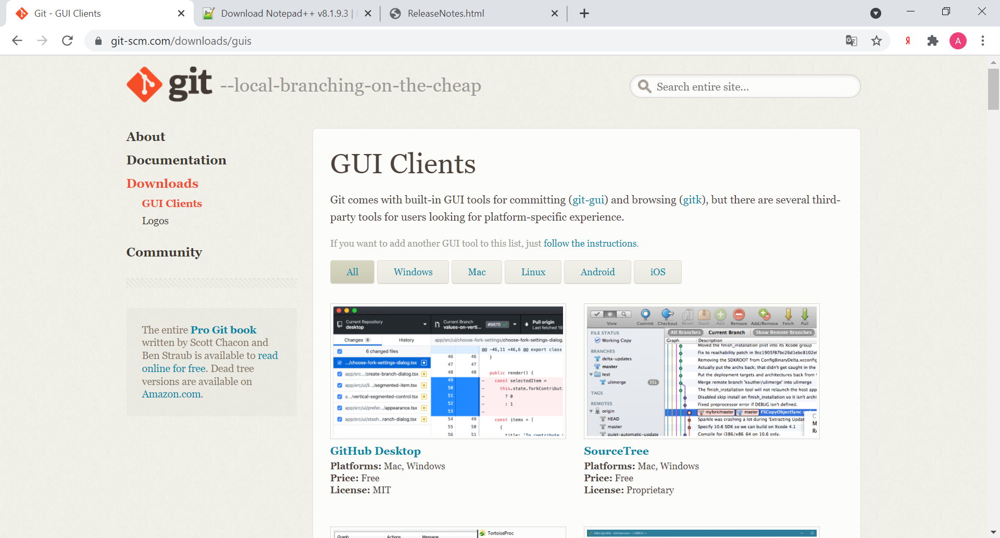 Git - GUI Clients
Download Notepad++ v8.1.9.3 |
ReleaseNotes.html
git-scm.com/downloads/guis
Я
A
git --local-branching-on-the-cheap
Search entire site...
About
Documentation
Downloads
GUI Clients
Logos
Community
The entire Pro Git book
written by Scott Chacon and
Ben Straub is available to read
online for free. Dead tree
versions are available on
Amazon.com.
GUI Clients
Git comes with built-in GUI tools for committing (git-gui) and browsing (gitk), but there are several third-
party tools for users looking for platform-specific experience.
If you want to add another GUI tool to this list, just follow the instructions.
All Windows Mac Linux Android iOS
Current Repository
desktop
Current Branch
values-on-verti... #9870
Pull origin
Last fetched 19
Changes 6 History
app/src/ui/choose-fork-settings/choose-fork-settings-dialog.
6 changed files
.../choose-fork-settings-dialog.tsx
app/src.../create-branch-dialog.tsx
app/src/ui/li.../segmented-item.tsx
a.../vertical-segmented-control.tsx
app/src/ui/prefer.../appearance.tsx
app/src/ui/stash...ranch-dialog.tsx
@@ -46,11 +46,6 @@ export class
46 46 }
47 47
48 48 public render() {
49 - const selectedItem =
50 - this.state.forkContribut
51 - ? 0
52 - : 1
53 -
54 49 const items = [
55 50 {
56 51 title: 'To contribute
View Commit Checkout Reset Stash Add Remove Add/Remove Fetch Pull
All Branches Current Branch Show Remote Branches
Graph Description
FILE STATUS
Working Copy
BRANCHES
delta-updates
master
test
ulimerge 151
TAGS
REMOTES
origin
HEAD
master
quiet-automatic-update
Moved the finish_installation plist into its Xcode group
Fix to reachability patch in 9cc1905f87bc26d1ebc8102ef
Removing the SDKROOT from ConfigBinaryDelta.xcconfig
Actually put the archs back; that didn't get caught in the
Put the deployment targets and architectures back from
Merge remote branch 'ksuther/ulimerge' into ulimerge
The finish_installation tool will not relaunch the host app
Disabled skip install on finish_installation so it isn't archi
Fixed preprocessor error if DEBUG isn't defined.
myfork/master master FSCopyObjectSync
Sparkle was crashing a lot during 'Extracting Updat
Specify 10.6 SDK so we can build on Xcode 4.1
Compile for i386/x86_64 on 10.6 only.
GitHub Desktop
Platforms: Mac, Windows
Price: Free
License: MIT
SourceTree
Platforms: Mac, Windows
Price: Free
License: Proprietary
Graph Actions Message
TortoiseProc